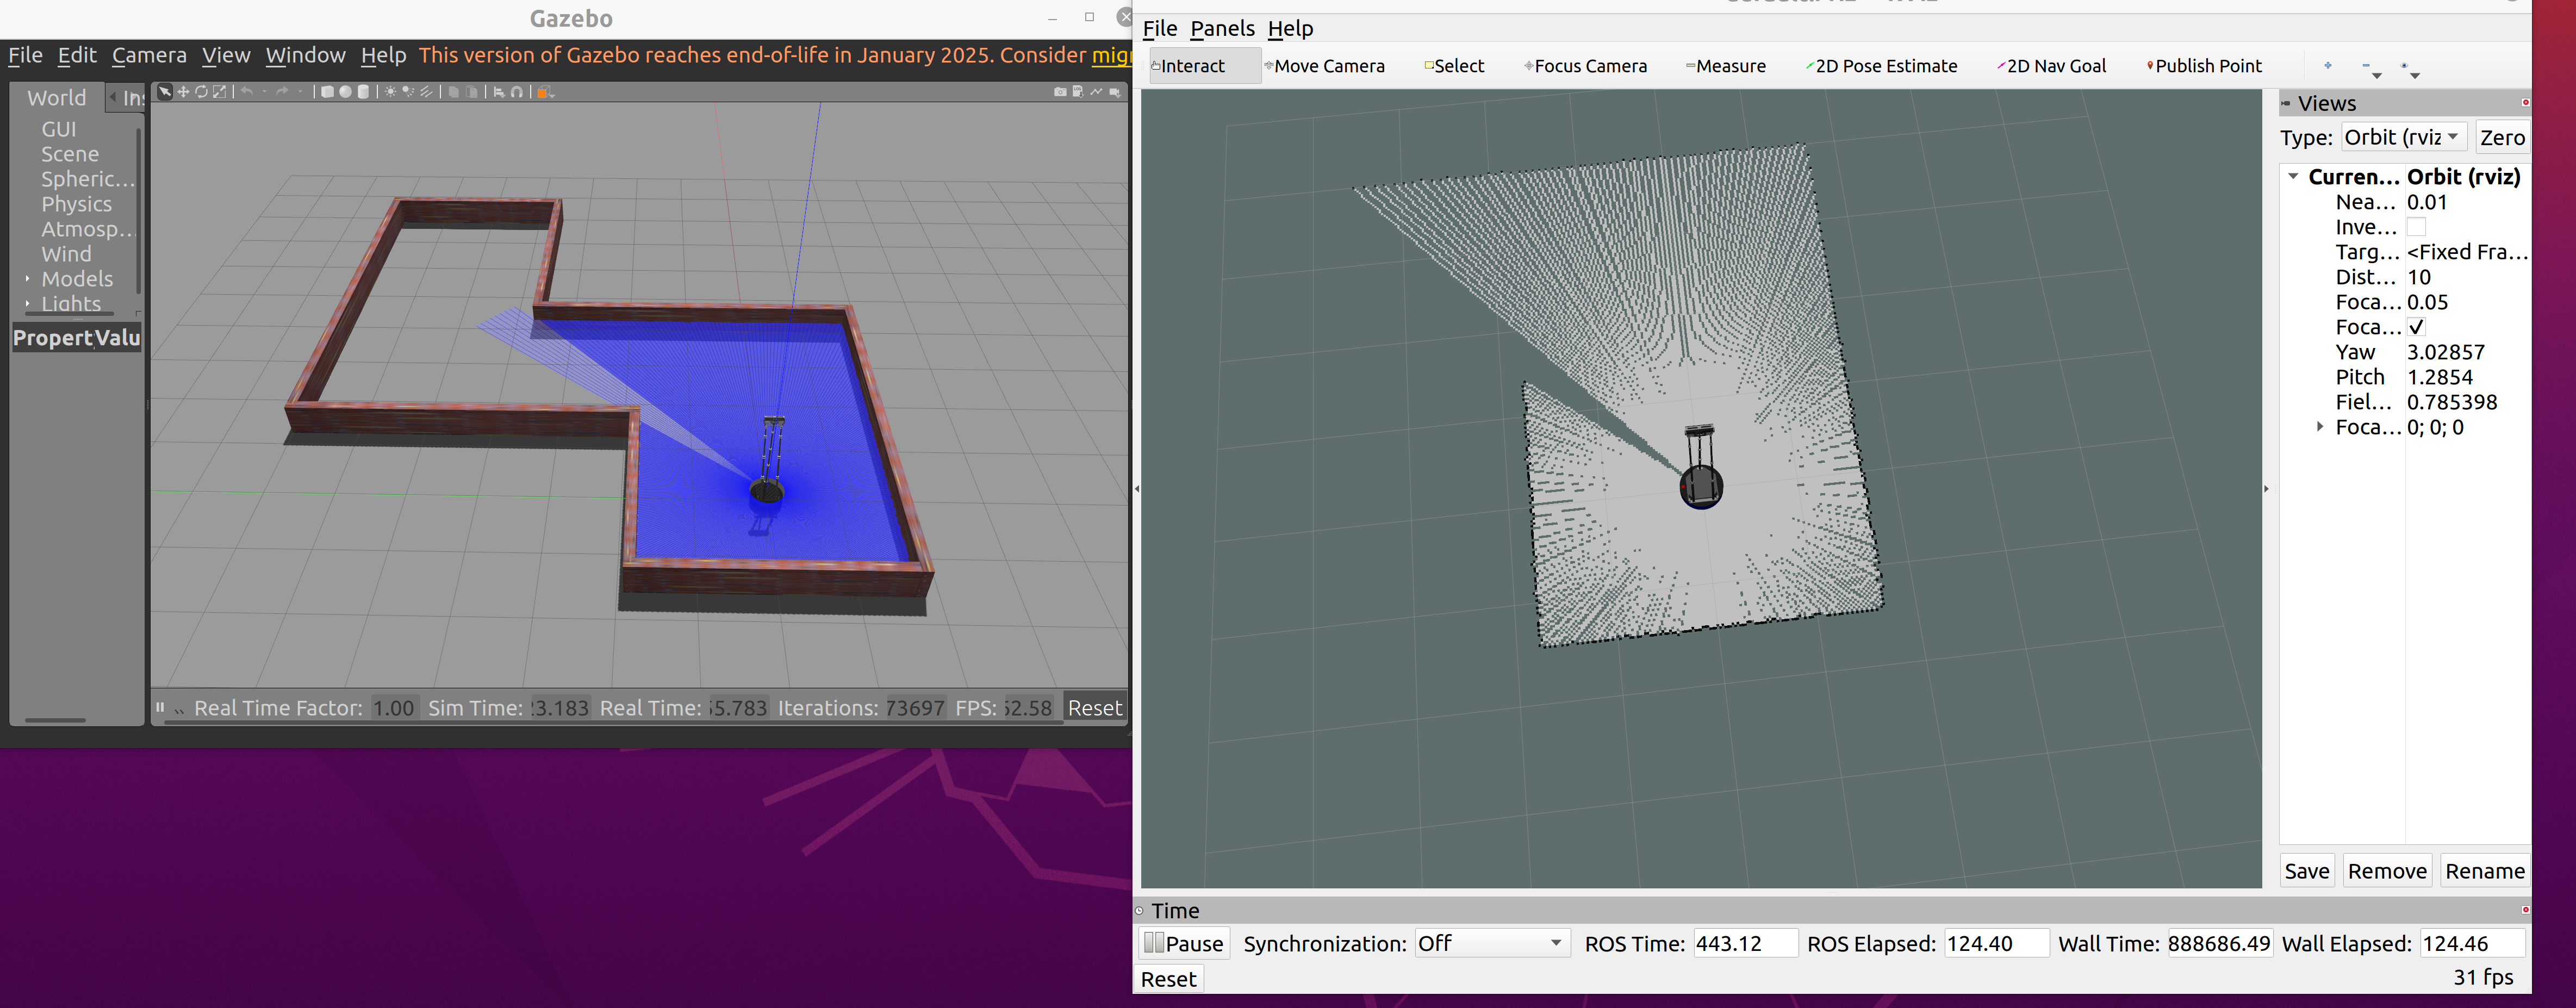 Gazebo
File Edit Camera View Window Help This version of Gazebo reaches end-of-life in January 2025. Consider migr
World Ins
GUI
Scene
Spheric...
Physics
Atmosp...
Wind
Models
Lights
Propert Valu
Real Time Factor: 1.00 Sim Time: 23.183 Real Time: 55.783 Iterations: 73697 FPS: 62.58 Reset
File Panels Help
Interact Move Camera Select Focus Camera Measure 2D Pose Estimate 2D Nav Goal Publish Point
Views
Type: Orbit (rviz Zero
Curren... Orbit (rviz)
Nea... 0.01
Inve...
Targ... <Fixed Fra...
Dist... 10
Foca... 0.05
Foca... ✓
Yaw 3.02857
Pitch 1.2854
Fiel... 0.785398
Foca... 0; 0; 0
Save Remove Rename
Time
Pause Synchronization: Off ROS Time: 443.12 ROS Elapsed: 124.40 Wall Time: 888686.49 Wall Elapsed: 124.46
Reset 31 fps